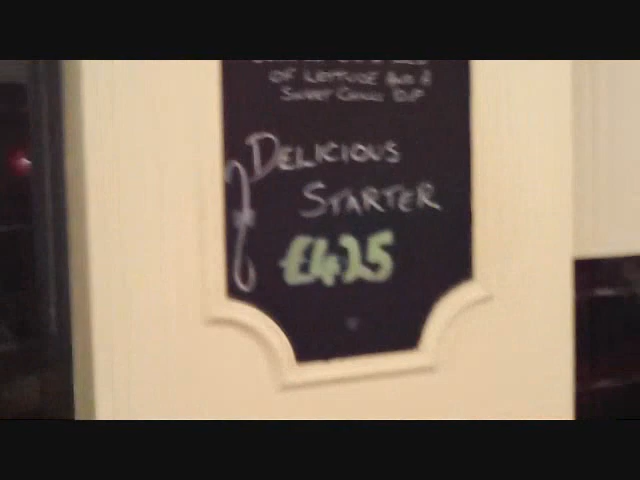 OF LETTUCE AND A
SWEET CHILLI DIP
DELICIOUS
STARTER
£4.25